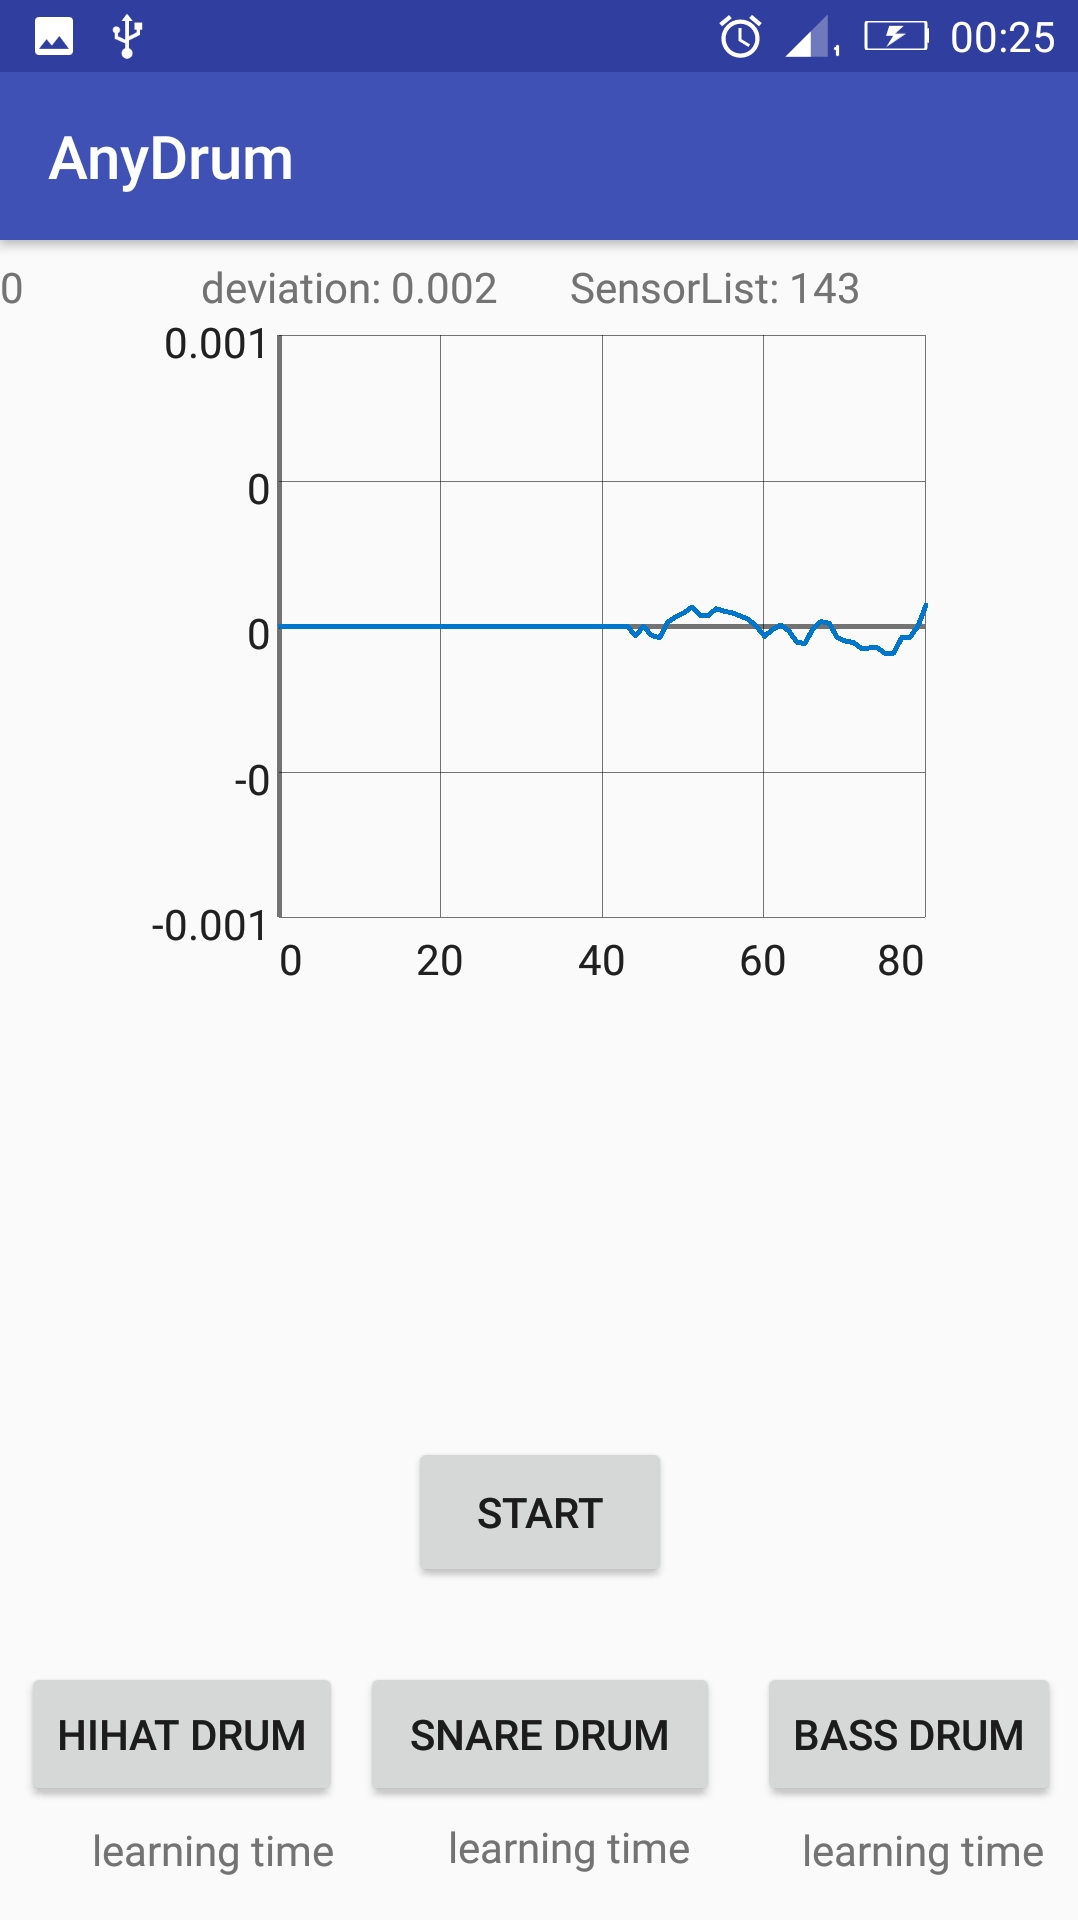 00:25
AnyDrum
0 deviation: 0.002 SensorList: 143
0.001
0
0
-0
-0.001
0 20 40 60 80
START
HIHAT DRUM SNARE DRUM BASS DRUM
learning time learning time learning time